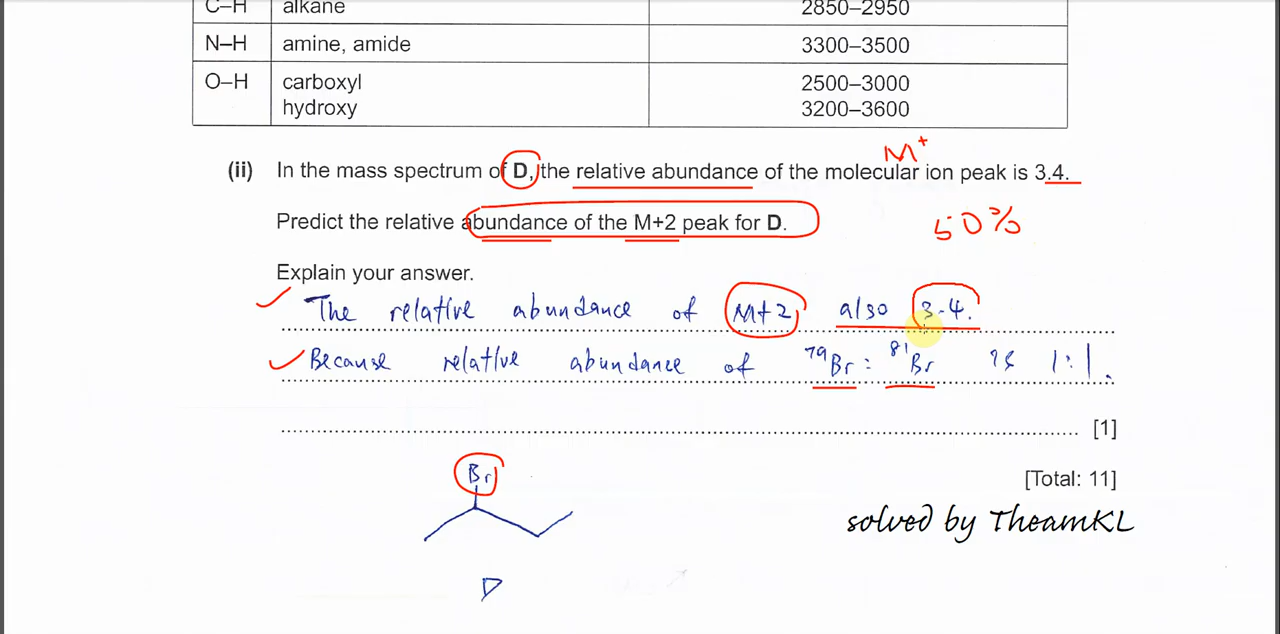 C–H alkane 2850–2950
N–H amine, amide 3300–3500
O–H carboxyl 2500–3000
hydroxy 3200–3600
M+
(ii) In the mass spectrum of D, the relative abundance of the molecular ion peak is 3.4.
Predict the relative abundance of the M+2 peak for D.
50%
Explain your answer.
The relative abundance of M+2 also 3.4.
Because relative abundance of 79Br : 81Br is 1:1.
[1]
Br
[Total: 11]
solved by TheamKL
D